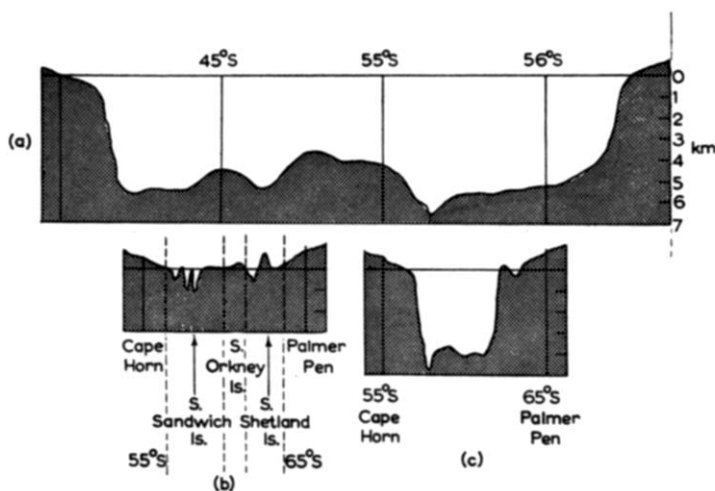 45°S 55°S 56°S
0
1
2
3
4
5
6
7
km
(a)
Cape Horn
S. Orkney Is.
Palmer Pen
S. Sandwich Is.
S. Shetland Is.
55°S
65°S
(b)
55°S
Cape Horn
65°S
Palmer Pen
(c)